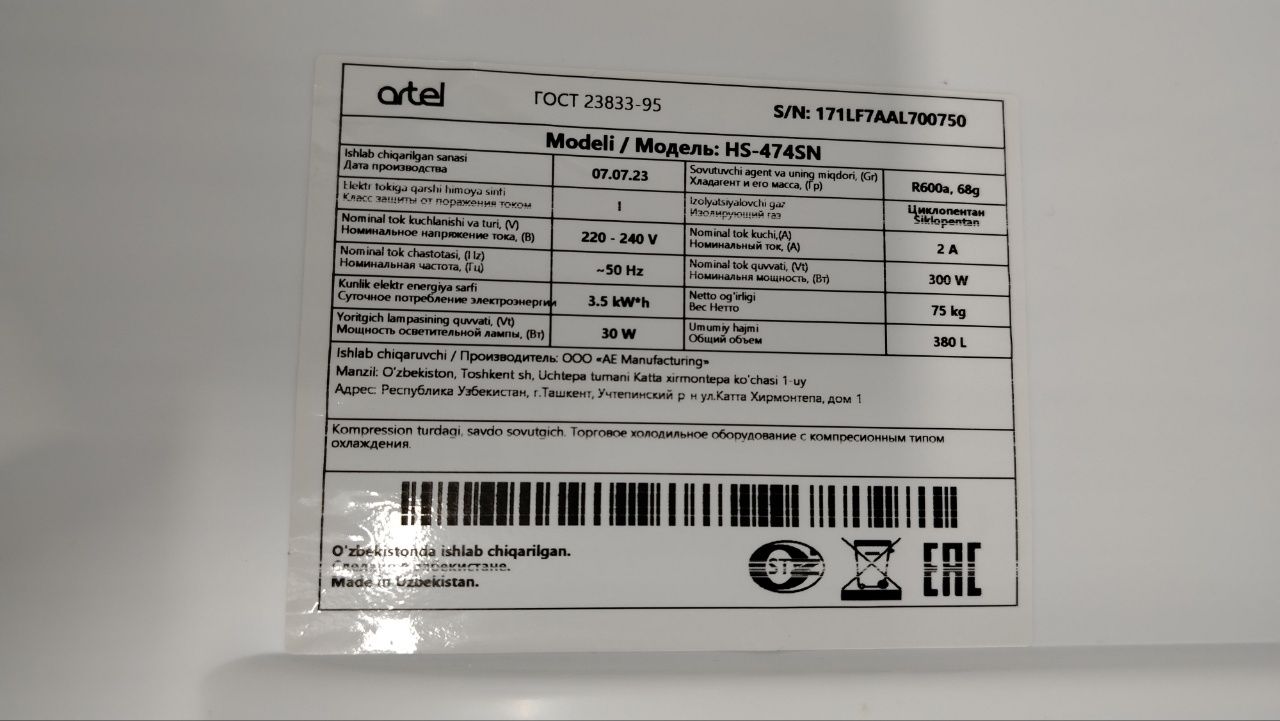 artel
ГОСТ 23833-95
S/N: 171LF7AAL700750
Modeli / Модель: HS-474SN
Ishlab chiqarilgan sanasi
Дата производства
07.07.23
Sovutuvchi agent va uning miqdori, (Gr)
Хладагент и его масса, (Гр)
R600a, 68g
Elektr tokiga qarshi himoya sinfi
Класс защиты от поражения током
I
Izolyatsiyalovchi gaz
Изолирующий газ
Циклопентан
Siklopentan
Nominal tok kuchlanishi va turi, (V)
Номинальное напряжение тока, (В)
220 - 240 V
Nominal tok kuchi,(A)
Номинальный ток, (А)
2 A
Nominal tok chastotasi, (Hz)
Номинальная частота, (Гц)
~50 Hz
Nominal tok quvvati, (Vt)
Номинальня мощность, (Вт)
300 W
Kunlik elektr energiya sarfi
Суточное потребление электроэнергии
3.5 kW*h
Netto og'irligi
Вес Нетто
75 kg
Yoritgich lampasining quvvati, (Vt)
Мощность осветительной лампы, (Вт)
30 W
Umumiy hajmi
Общий объем
380 L
Ishlab chiqaruvchi / Производитель: ООО «AE Manufacturing»
Manzil: O'zbekiston, Toshkent sh, Uchtepa tumani Katta xirmontepa ko'chasi 1-uy
Адрес: Республика Узбекистан, г.Ташкент, Учтепинский р-н ул.Катта Хирмонтепа, дом 1
Kompression turdagi, savdo sovutgich. Торговое холодильное оборудование с компресионным типом
охлаждения.
O'zbekistonda ishlab chiqarilgan.
Сделано в Узбекистане.
Made in Uzbekistan.
ST
EAC